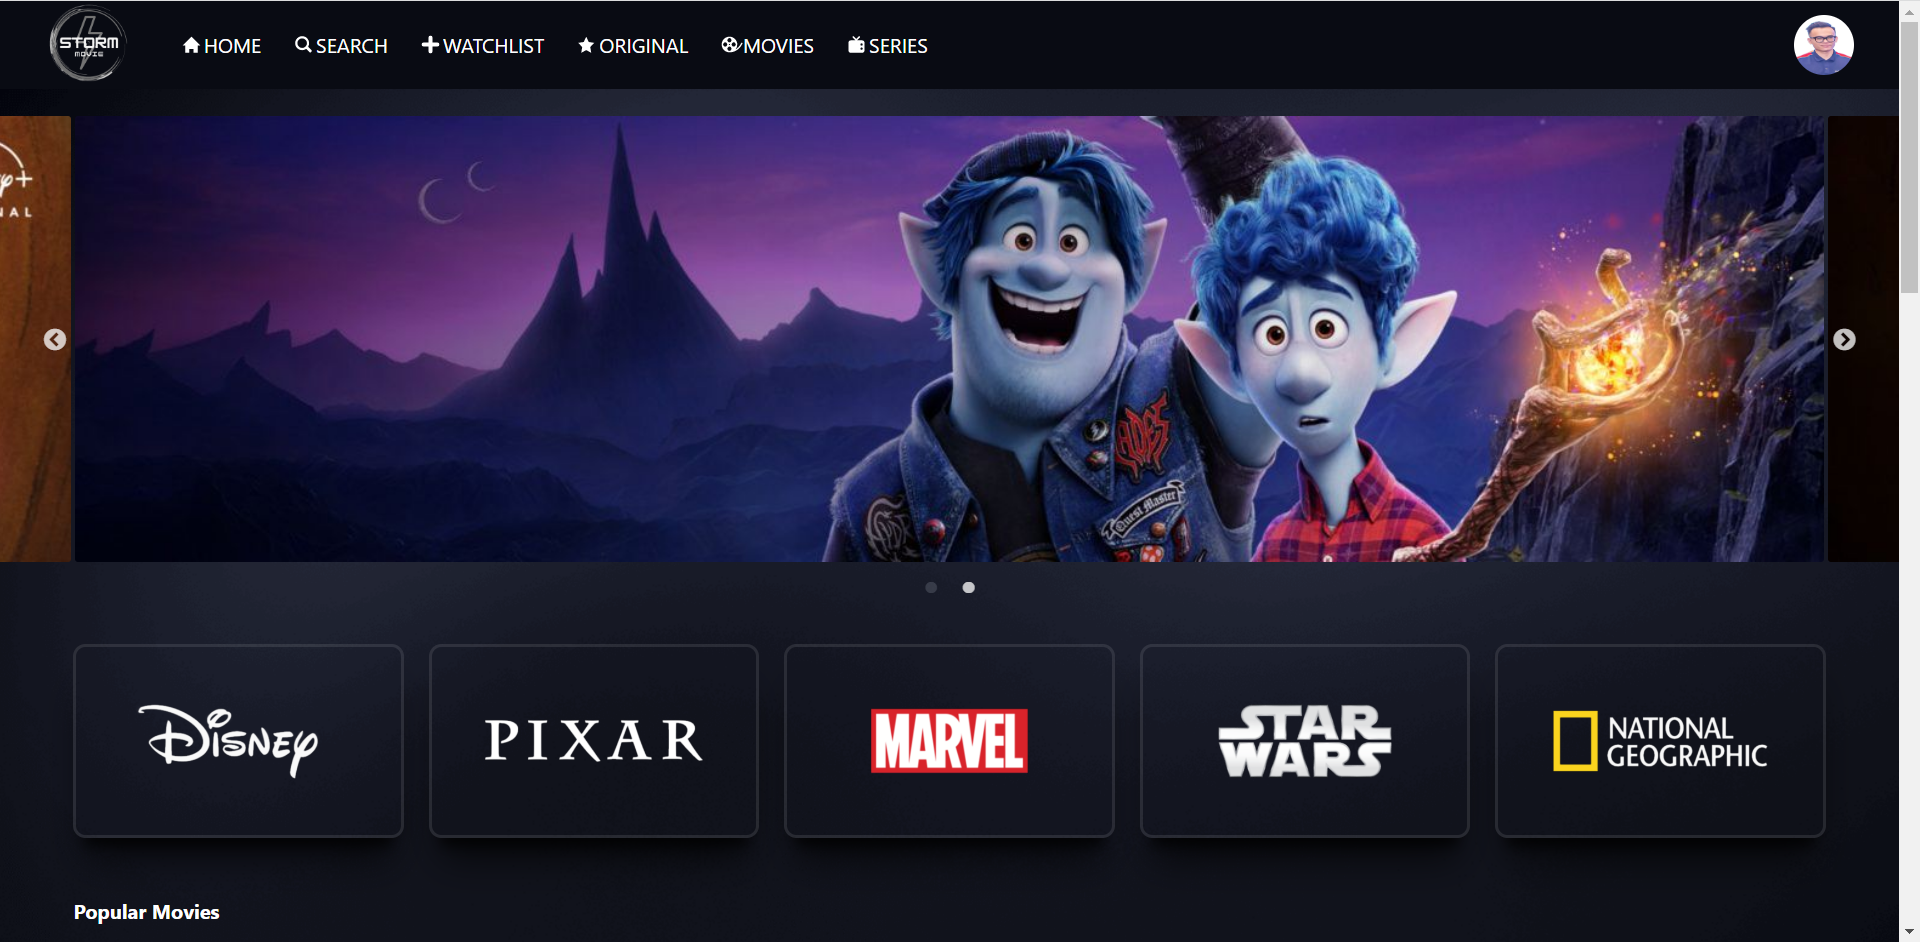 STORM
MOVIE
HOME
SEARCH
WATCHLIST
ORIGINAL
MOVIES
SERIES
Quest Master
DISNEY
PIXAR
MARVEL
STAR
WARS
NATIONAL
GEOGRAPHIC
Popular Movies